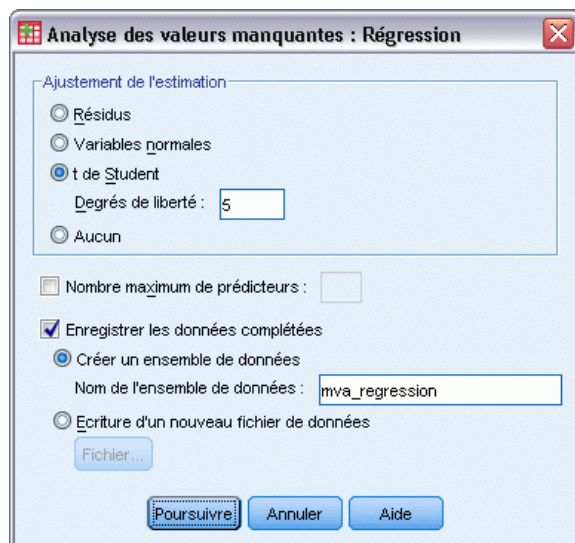 Analyse des valeurs manquantes : Régression
Ajustement de l'estimation
Résidus
Variables normales
t de Student
Degrés de liberté : 5
Aucun
Nombre maximum de prédicteurs :
Enregistrer les données complétées
Créer un ensemble de données
Nom de l'ensemble de données : mva_regression
Ecriture d'un nouveau fichier de données
Fichier...
Poursuivre Annuler Aide